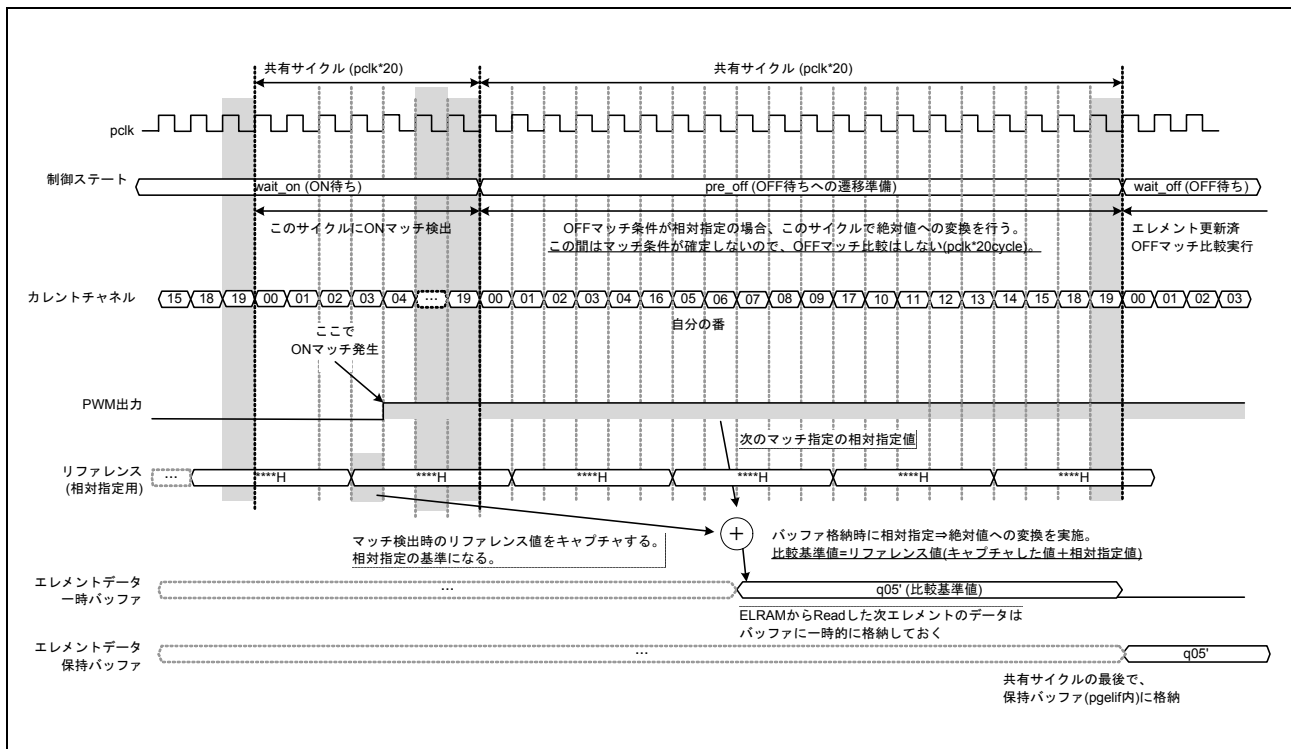 共有サイクル (pclk*20) 共有サイクル (pclk*20)
pclk
制御ステート wait_on (ON待ち) pre_off (OFF待ちへの遷移準備) wait_off (OFF待ち)
このサイクルにONマッチ検出
OFFマッチ条件が相対指定の場合、このサイクルで絶対値への変換を行う。
この間はマッチ条件が確定しないので、OFFマッチ比較はしない(pclk*20cycle)。
エレメント更新済
OFFマッチ比較実行
カレントチャネル 15 18 19 00 01 02 03 04 … 19 00 01 02 03 04 16 05 06 07 08 09 17 10 11 12 13 14 15 18 19 00 01 02 03
自分の番
ここで
ONマッチ発生
PWM出力
次のマッチ指定の相対指定値
リファレンス
(相対指定用)
… ****H ****H ****H ****H ****H ****H
+
マッチ検出時のリファレンス値をキャプチャする。
相対指定の基準になる。
バッファ格納時に相対指定⇒絶対値への変換を実施。
比較基準値=リファレンス値(キャプチャした値+相対指定値)
エレメントデータ
一時バッファ
… q05' (比較基準値)
ELRAMからReadした次エレメントのデータは
バッファに一時的に格納しておく
エレメントデータ
保持バッファ
… q05'
共有サイクルの最後で、
保持バッファ(pgelif内)に格納